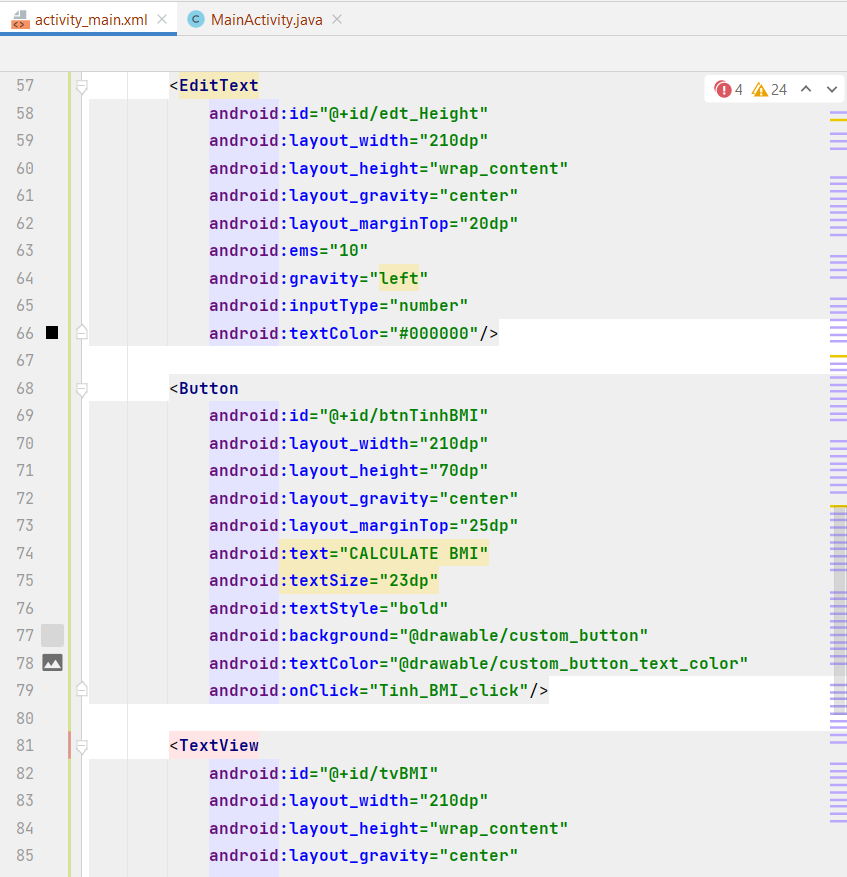 activity_main.xml MainActivity.java
4 24
57 <EditText
58 android:id="@+id/edt_Height"
59 android:layout_width="210dp"
60 android:layout_height="wrap_content"
61 android:layout_gravity="center"
62 android:layout_marginTop="20dp"
63 android:ems="10"
64 android:gravity="left"
65 android:inputType="number"
66 android:textColor="#000000"/>
67
68 <Button
69 android:id="@+id/btnTinhBMI"
70 android:layout_width="210dp"
71 android:layout_height="70dp"
72 android:layout_gravity="center"
73 android:layout_marginTop="25dp"
74 android:text="CALCULATE BMI"
75 android:textSize="23dp"
76 android:textStyle="bold"
77 android:background="@drawable/custom_button"
78 android:textColor="@drawable/custom_button_text_color"
79 android:onClick="Tinh_BMI_click"/>
80
81 <TextView
82 android:id="@+id/tvBMI"
83 android:layout_width="210dp"
84 android:layout_height="wrap_content"
85 android:layout_gravity="center"